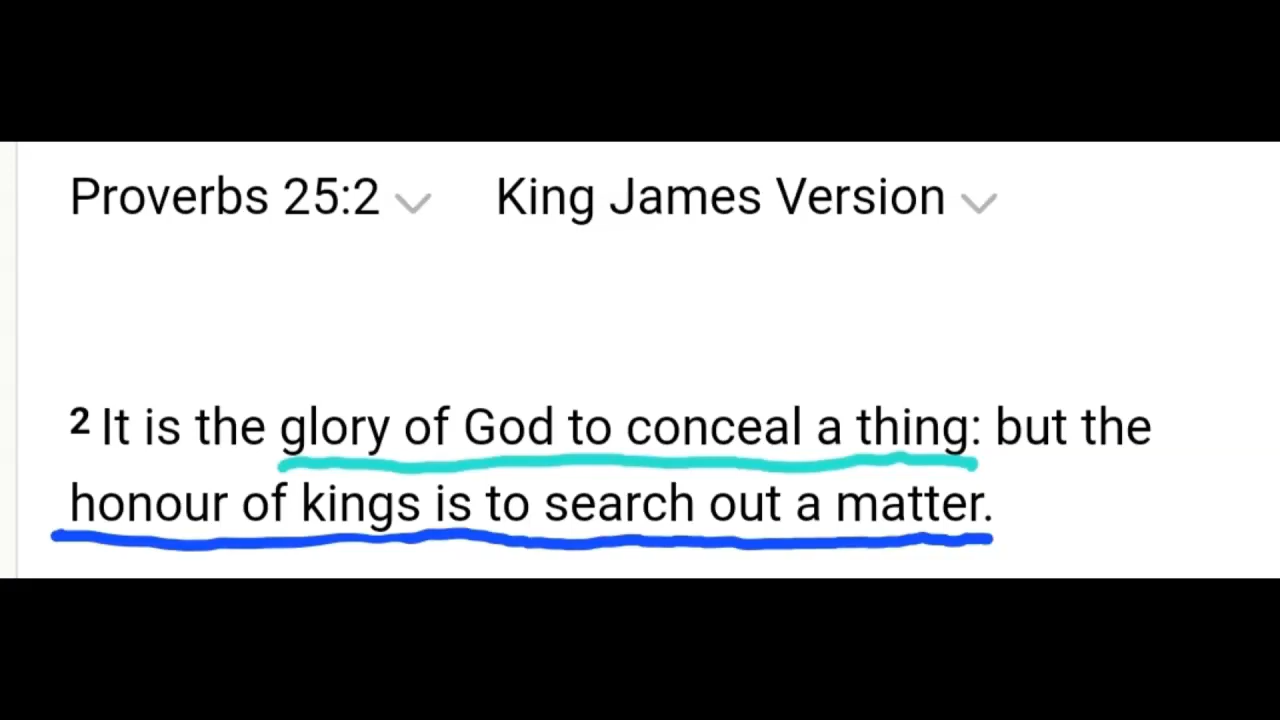 Proverbs 25:2 King James Version
2 It is the glory of God to conceal a thing: but the
honour of kings is to search out a matter.